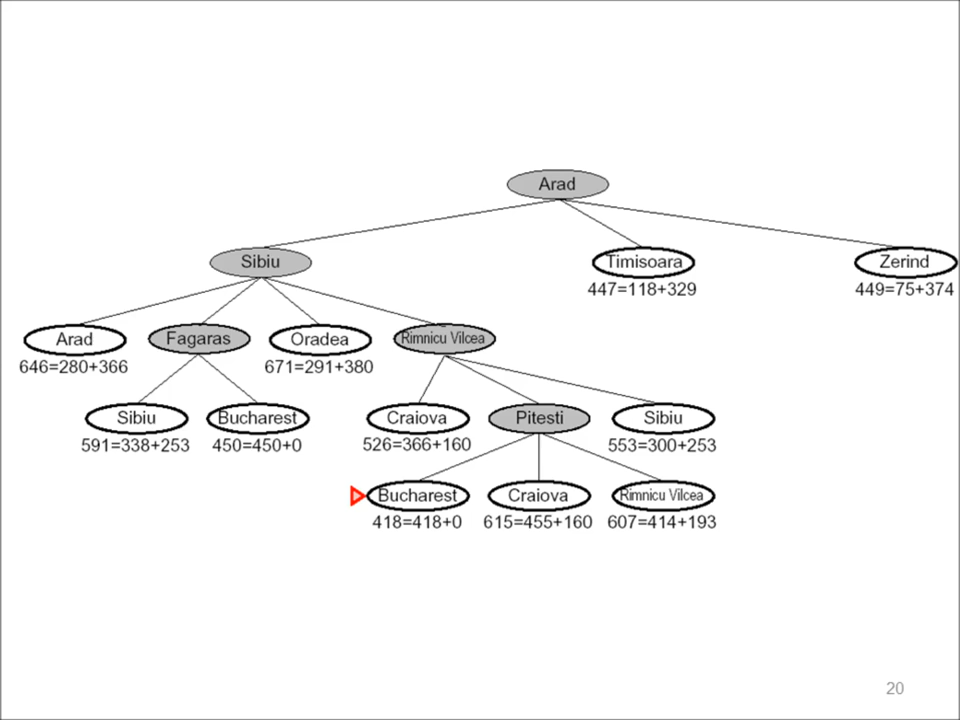 Arad
Sibiu Timisoara Zerind
447=118+329 449=75+374
Arad Fagaras Oradea Rimnicu Vilcea
646=280+366 671=291+380
Sibiu Bucharest Craiova Pitesti Sibiu
591=338+253 450=450+0 526=366+160 553=300+253
Bucharest Craiova Rimnicu Vilcea
418=418+0 615=455+160 607=414+193
20